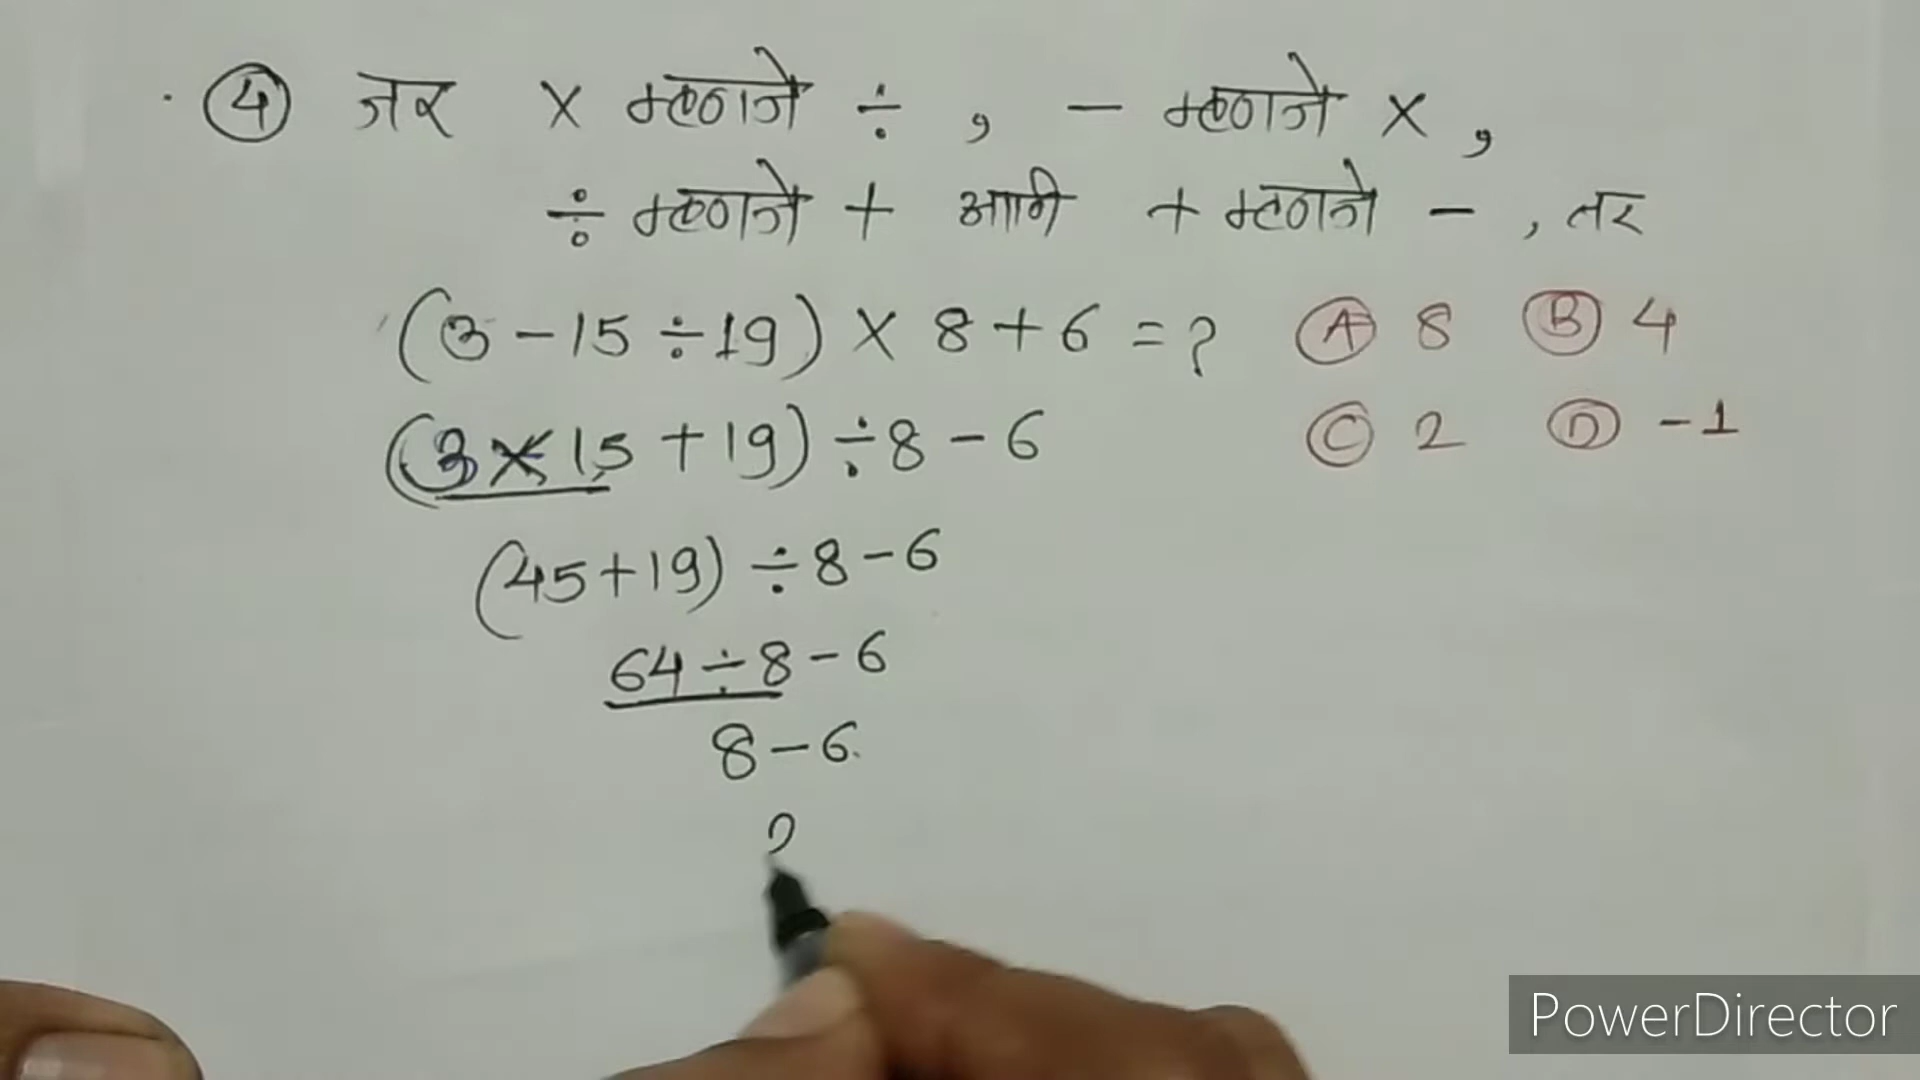 ④ जर × म्हणजे ÷ , − म्हणजे × ,
÷ म्हणजे + आणि + म्हणजे − , तर
(3 − 15 ÷ 19) × 8 + 6 = ? Ⓐ 8 Ⓑ 4
(3 × 15 + 19) ÷ 8 − 6 Ⓒ 2 Ⓓ -1
(45 + 19) ÷ 8 − 6
64 ÷ 8 − 6
8 − 6
PowerDirector